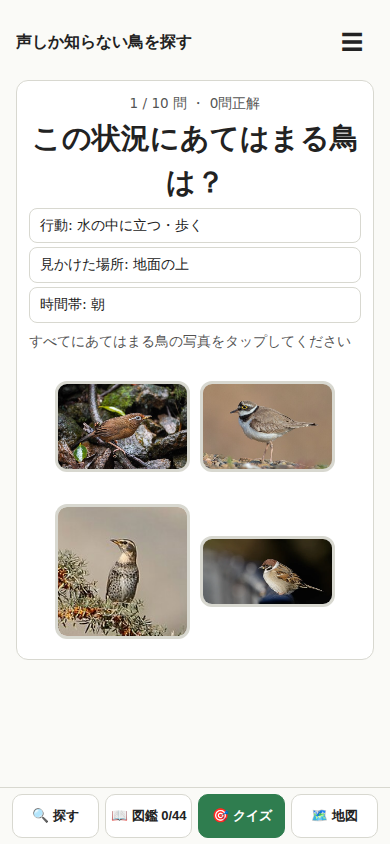 声しか知らない鳥を探す
1 / 10 問 ・ 0問正解
この状況にあてはまる鳥
は？
行動: 水の中に立つ・歩く
見かけた場所: 地面の上
時間帯: 朝
すべてにあてはまる鳥の写真をタップしてください
🔍 探す
📖 図鑑 0/44
🎯 クイズ
🗺️ 地図